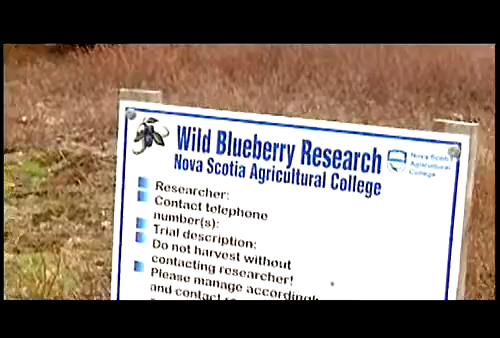 Wild Blueberry Research
Nova Scotia Agricultural College
Nova Scotia
Agricultural
College
Researcher:
Contact telephone
number(s):
Trial description:
Do not harvest without
contacting researcher!
Please manage accordingly
and contact